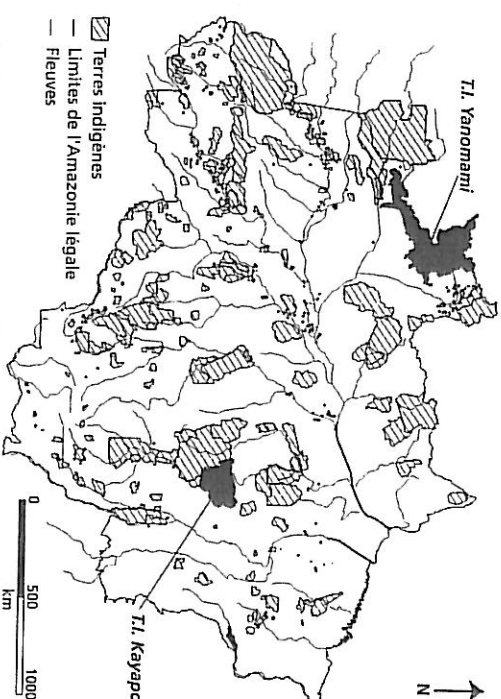 T.I. Yanomami
N
T.I. Kayapo
Terres indigènes
Limites de l'Amazonie légale
Fleuves
0 500 1000
km